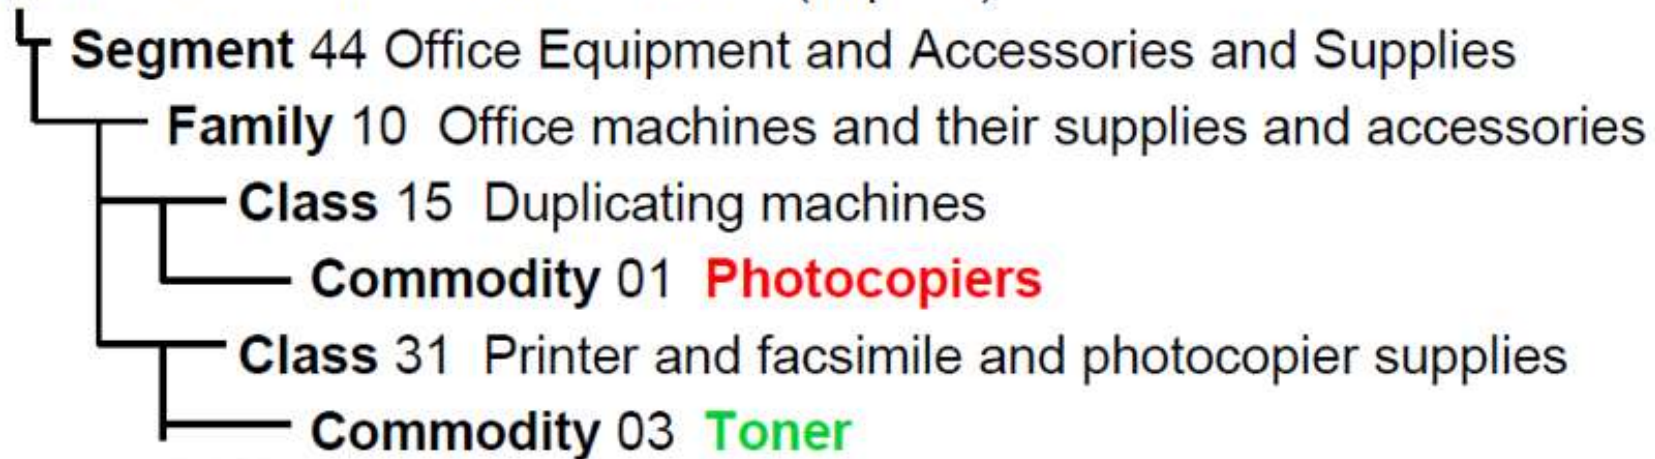 Segment 44 Office Equipment and Accessories and Supplies
Family 10 Office machines and their supplies and accessories
Class 15 Duplicating machines
Commodity 01 Photocopiers
Class 31 Printer and facsimile and photocopier supplies
Commodity 03 Toner